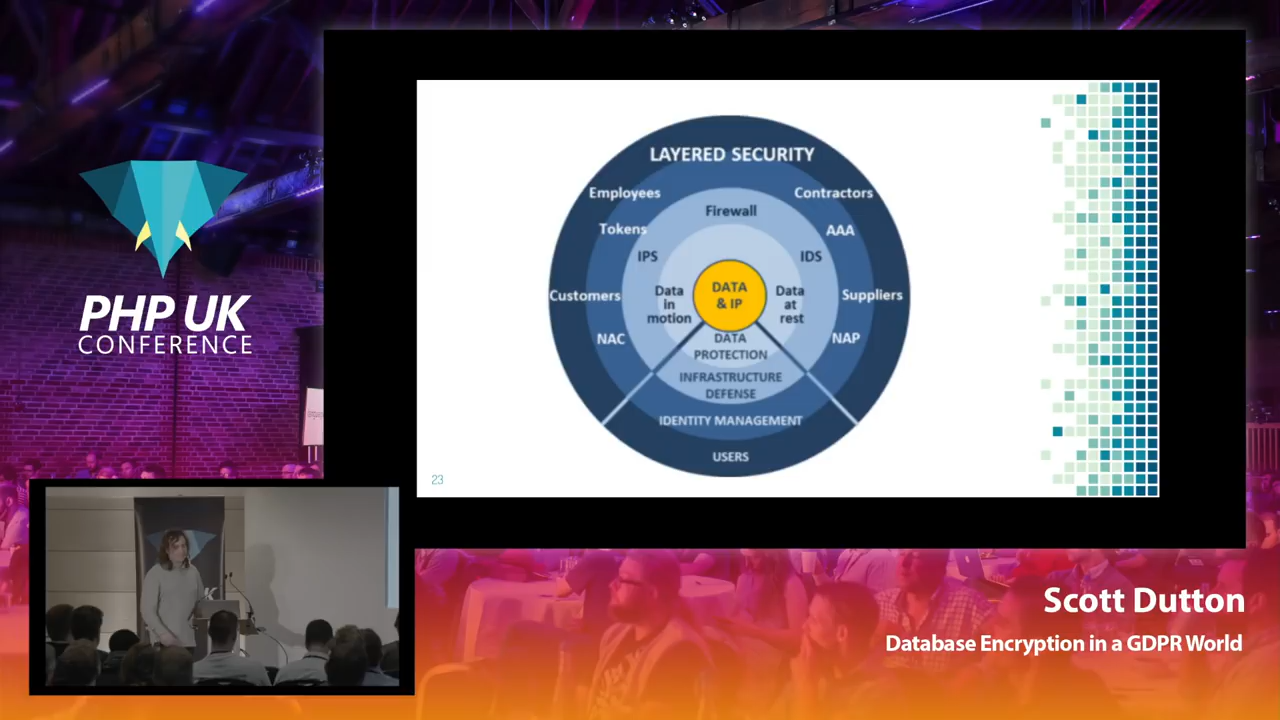 PHP UK
CONFERENCE
LAYERED SECURITY
Employees
Contractors
Firewall
Tokens
AAA
IPS
IDS
Customers
Data
in
motion
DATA
& IP
Data
at
rest
Suppliers
NAC
NAP
DATA
PROTECTION
INFRASTRUCTURE
DEFENSE
IDENTITY MANAGEMENT
USERS
23
Scott Dutton
Database Encryption in a GDPR World